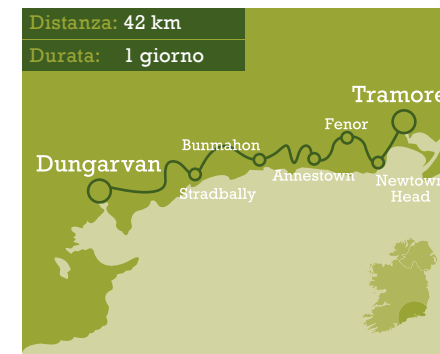 Distanza: 42 km
Durata: 1 giorno
Tramore
Fenor
Bunmahon
Dungarvan
Annestown
Newtown
Head
Stradbally